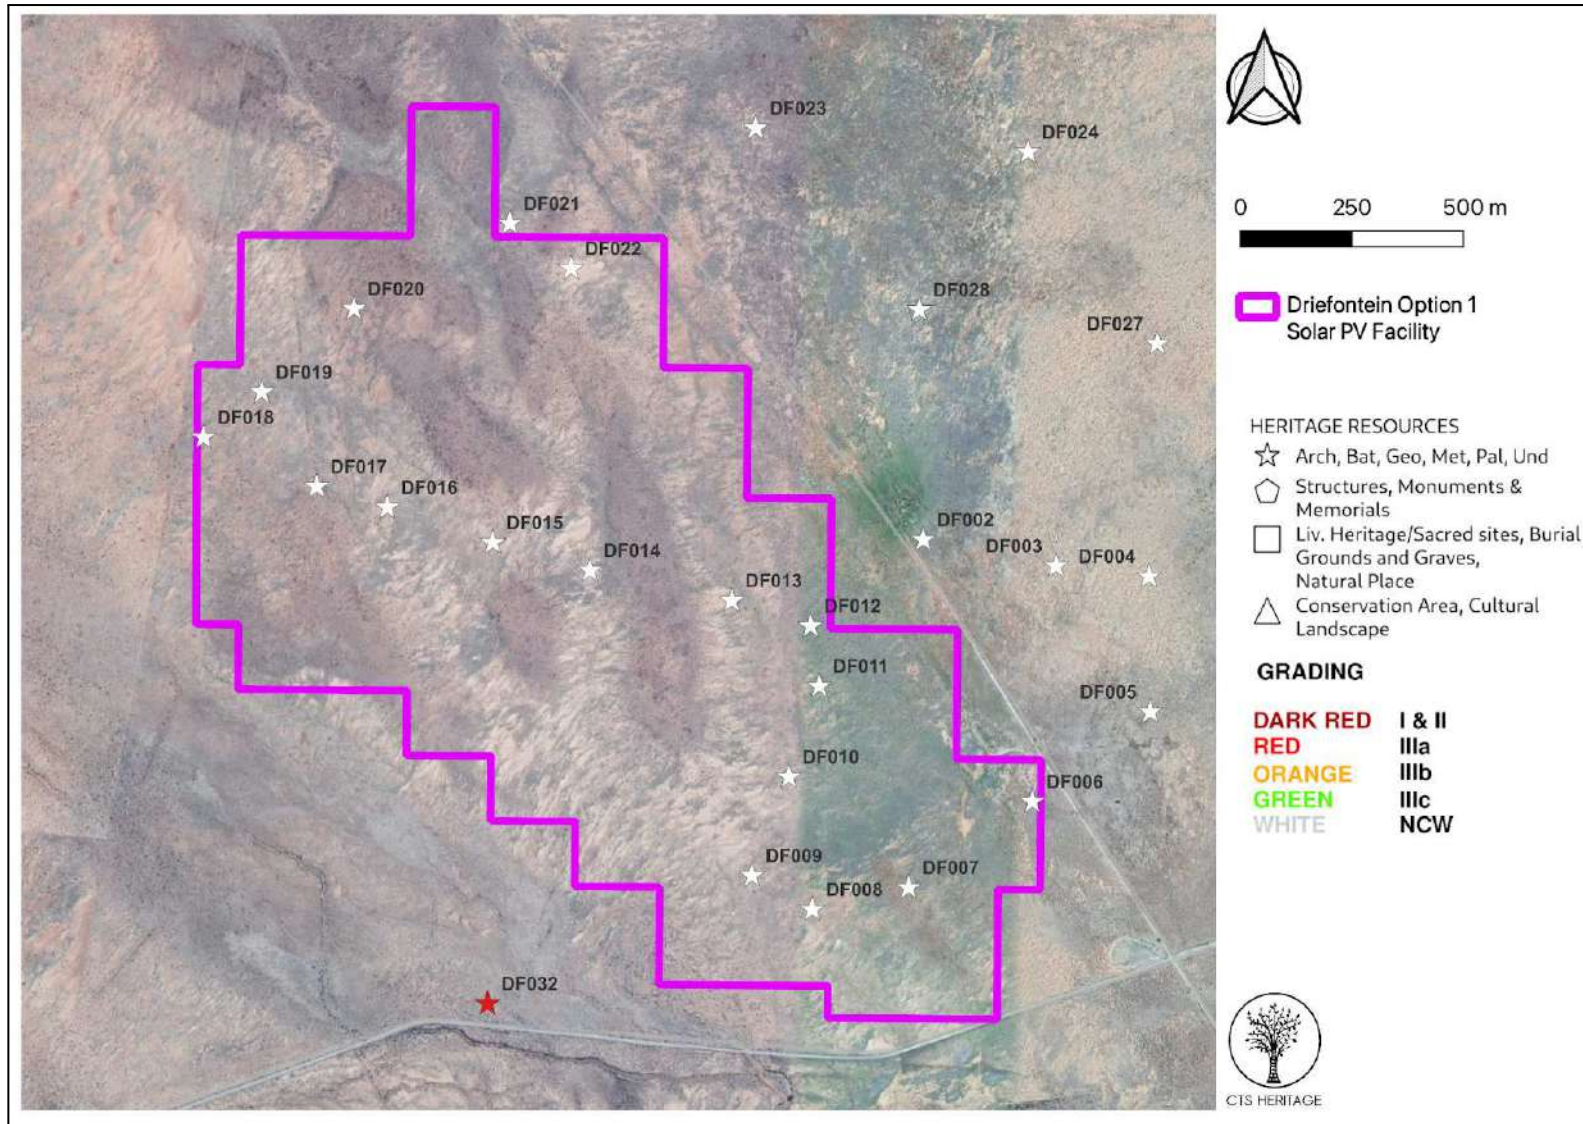 DF023
DF024
DF021
DF022
DF020
DF028
DF027
DF019
DF018
DF017
DF016
DF015
DF014
DF002
DF003
DF004
DF013
DF012
DF011
DF005
DF010
DF006
DF009
DF007
DF008
DF032
0 250 500 m
Driefontein Option 1
Solar PV Facility
HERITAGE RESOURCES
Arch, Bat, Geo, Met, Pal, Und
Structures, Monuments &
Memorials
Liv. Heritage/Sacred sites, Burial
Grounds and Graves,
Natural Place
Conservation Area, Cultural
Landscape
GRADING
DARK RED I & II
RED IIIa
ORANGE IIIb
GREEN IIIc
WHITE NCW
CTS HERITAGE